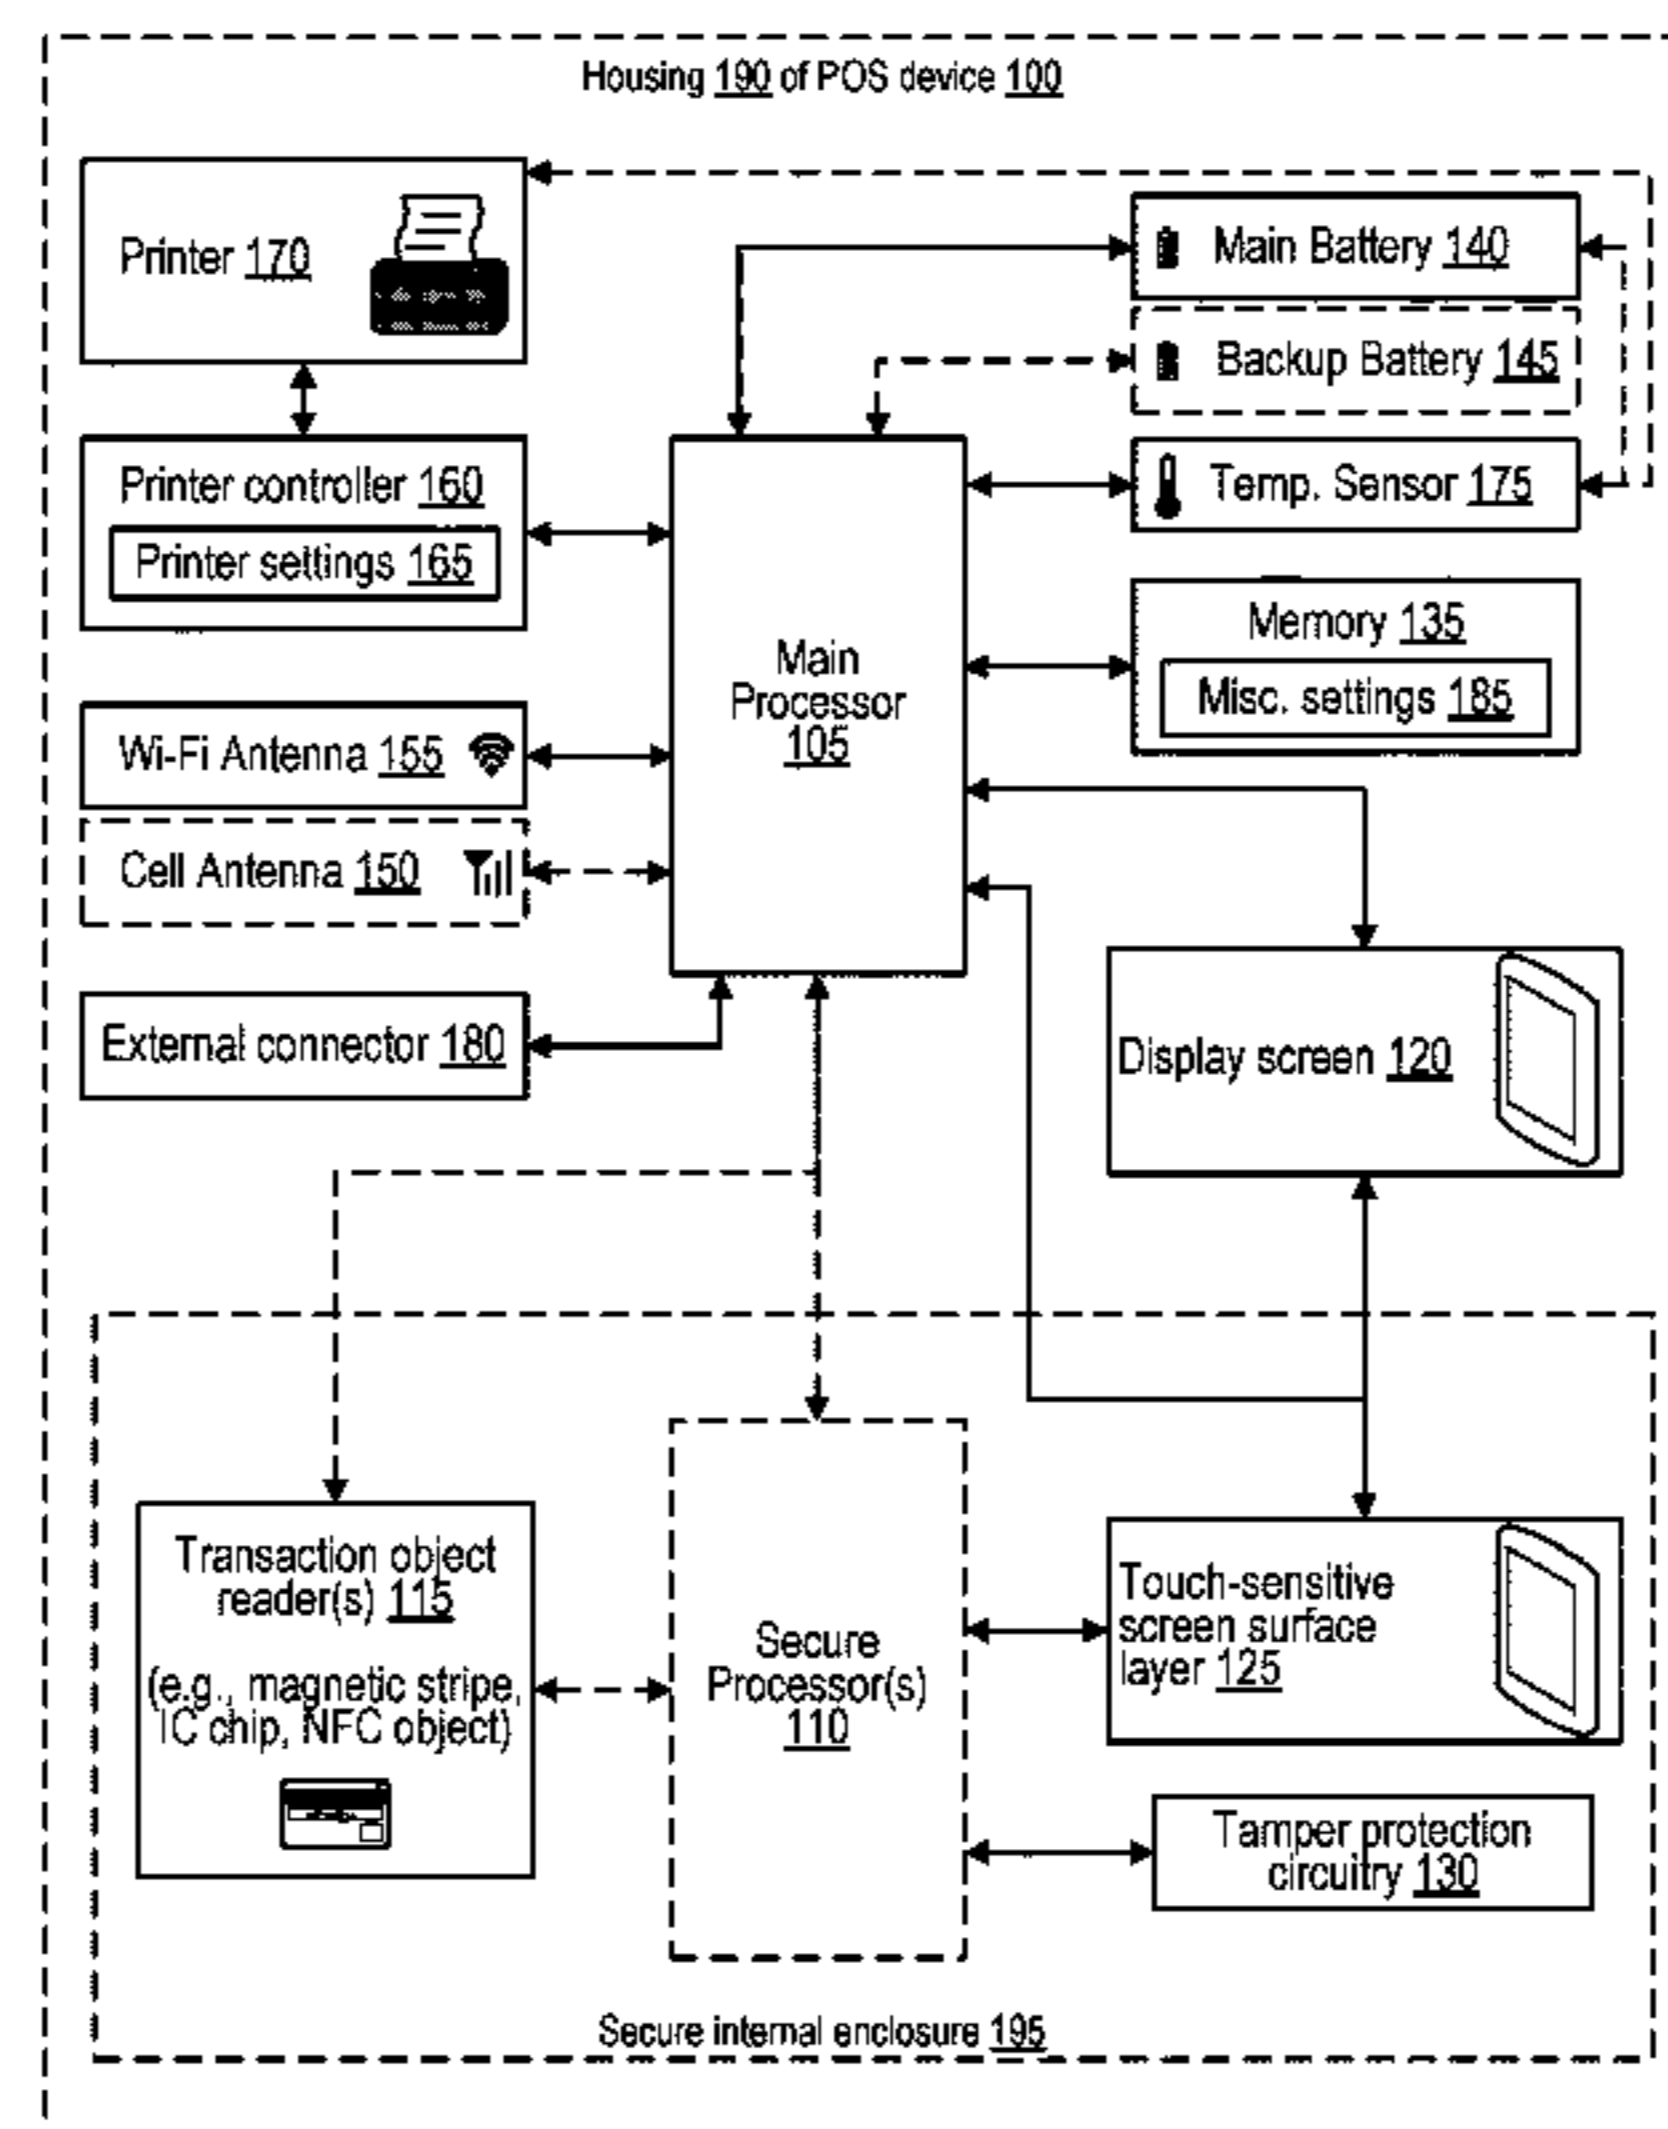 Housing 190 of POS device 100
Printer 170
Main Battery 140
Backup Battery 145
Printer controller 160
Printer settings 165
Temp. Sensor 175
Memory 135
Misc. settings 185
Main
Processor
105
Wi-Fi Antenna 155
Cell Antenna 150
External connector 180
Display screen 120
Transaction object
reader(s) 115
(e.g., magnetic stripe,
IC chip, NFC object)
Secure
Processor(s)
110
Touch-sensitive
screen surface
layer 125
Tamper protection
circuitry 130
Secure internal enclosure 195